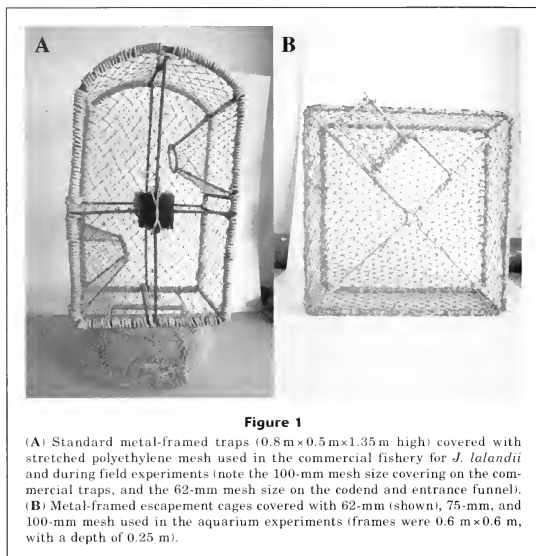 A
B
Figure 1
(A) Standard metal-framed traps (0.8 m × 0.5 m × 1.35 m high) covered with
stretched polyethylene mesh used in the commercial fishery for J. lalandii
and during field experiments (note the 100-mm mesh size covering on the com-
mercial traps, and the 62-mm mesh size on the codend and entrance funnel).
(B) Metal-framed escapement cages covered with 62-mm (shown), 75-mm, and
100-mm mesh used in the aquarium experiments (frames were 0.6 m × 0.6 m,
with a depth of 0.25 m).